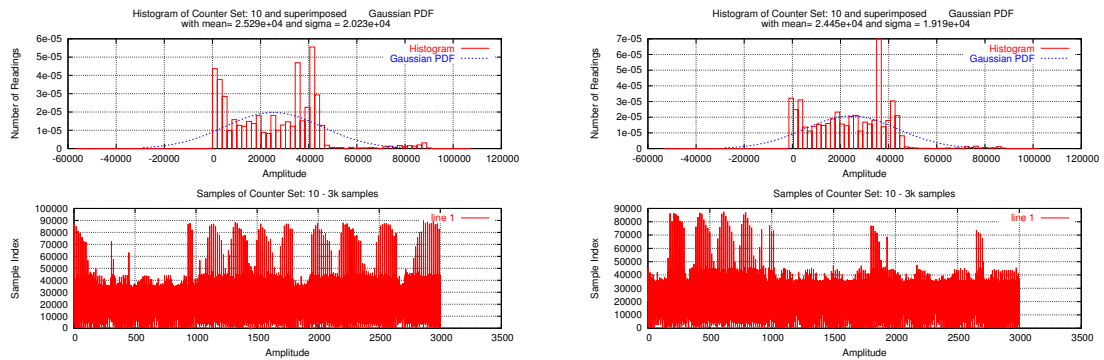 Histogram of Counter Set: 10 and superimposed Gaussian PDF
with mean= 2.529e+04 and sigma = 2.023e+04
Number of Readings
6e-05
5e-05
4e-05
3e-05
2e-05
1e-05
0
Histogram
Gaussian PDF
-60000 -40000 -20000 0 20000 40000 60000 80000 100000 120000
Amplitude
Samples of Counter Set: 10 - 3k samples
Sample Index
100000
90000
80000
70000
60000
50000
40000
30000
20000
10000
0
line 1
0 500 1000 1500 2000 2500 3000 3500
Amplitude
Histogram of Counter Set: 10 and superimposed Gaussian PDF
with mean= 2.445e+04 and sigma = 1.919e+04
Number of Readings
7e-05
6e-05
5e-05
4e-05
3e-05
2e-05
1e-05
0
Histogram
Gaussian PDF
-60000 -40000 -20000 0 20000 40000 60000 80000 100000 120000
Amplitude
Samples of Counter Set: 10 - 3k samples
Sample Index
90000
80000
70000
60000
50000
40000
30000
20000
10000
0
line 1
0 500 1000 1500 2000 2500 3000 3500
Amplitude